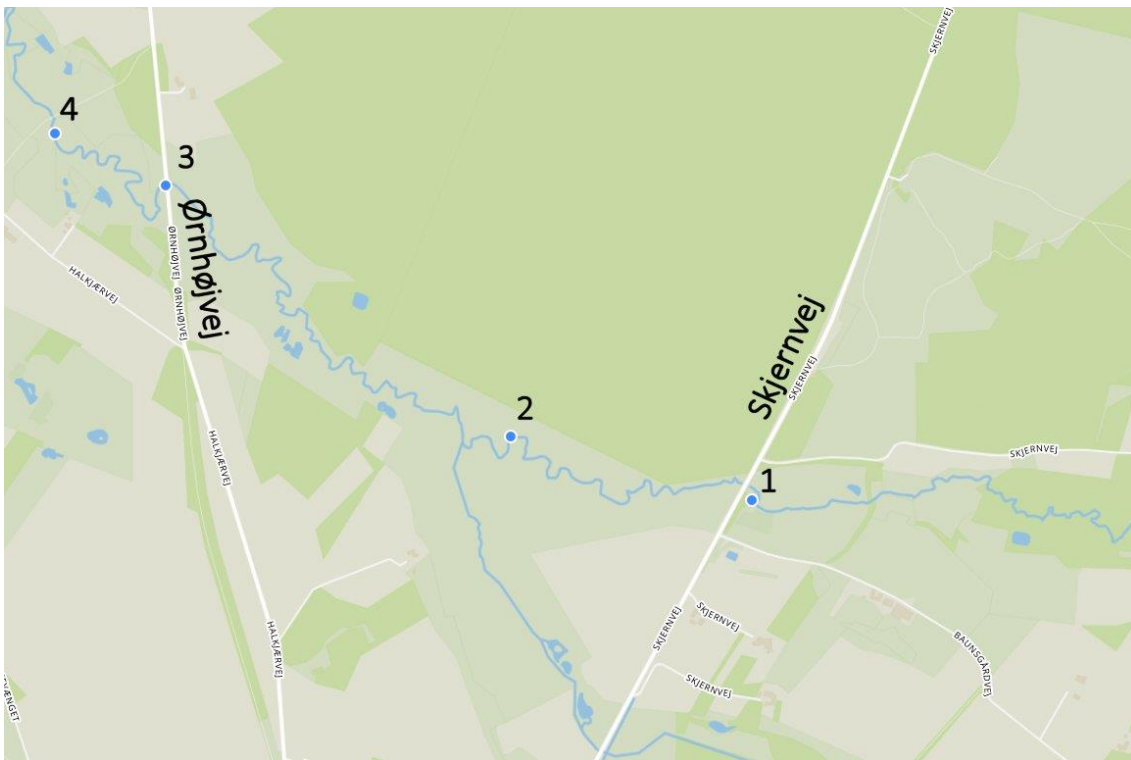 SKJERNVEJ
4
3
Ørnhøjvej
ØRNHØJVEJ
ØRNHØJVEJ
HALKJÆRVEJ
Skjernvej
SKJERNVEJ
2
HALKJÆRVEJ
SKJERNVEJ
1
SKJERNVEJ
SKJERNVEJ
HALKJÆRVEJ
BAUNSGÅRDVEJ
SKJERNVEJ